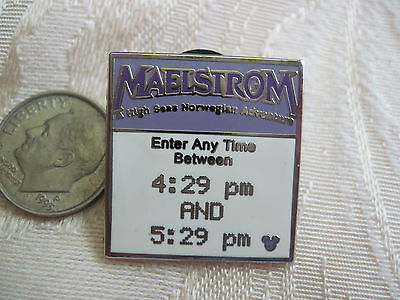 MAELSTROM
A High Seas Norwegian Adventure
Enter Any Time
Between
4:29 pm
AND
5:29 pm
LIBERTY